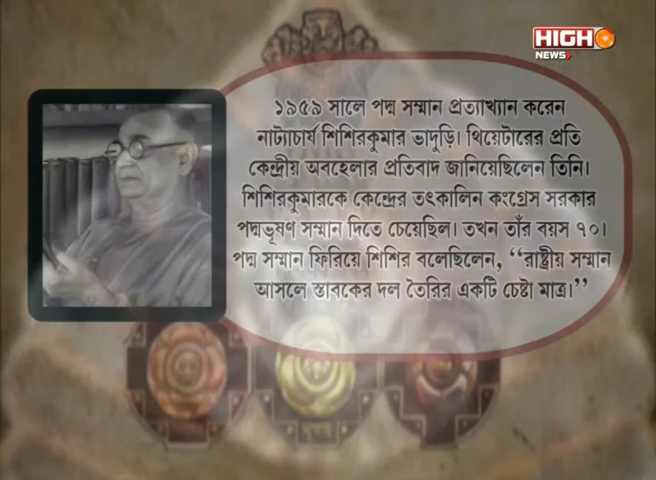 HIGH
NEWS
১৯৫৯ সালে পদ্ম সম্মান প্রত্যাখ্যান করেন
নাট্যাচার্য শিশিরকুমার ভাদুড়ি। থিয়েটারের প্রতি
কেন্দ্রীয় অবহেলার প্রতিবাদ জানিয়েছিলেন তিনি।
শিশিরকুমারকে কেন্দ্রের তৎকালিন কংগ্রেস সরকার
পদ্মভূষণ সম্মান দিতে চেয়েছিল। তখন তাঁর বয়স ৭০।
পদ্ম সম্মান ফিরিয়ে শিশির বলেছিলেন, ‘‘রাষ্ট্রীয় সম্মান
আসলে স্তাবকের দল তৈরির একটি চেষ্টা মাত্র।’’